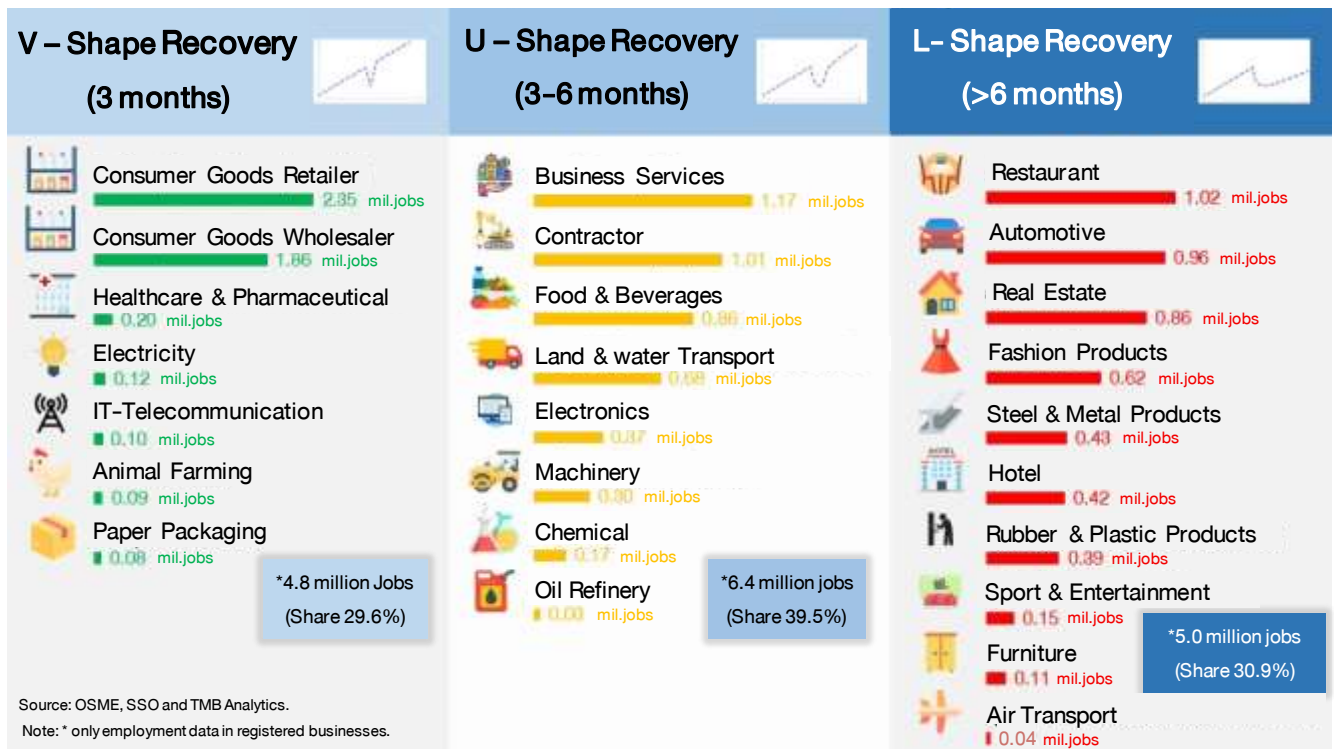 V – Shape Recovery
(3 months)
Consumer Goods Retailer
2.35 mil.jobs
Consumer Goods Wholesaler
1.86 mil.jobs
Healthcare & Pharmaceutical
0.20 mil.jobs
Electricity
0.12 mil.jobs
IT-Telecommunication
0.10 mil.jobs
Animal Farming
0.09 mil.jobs
Paper Packaging
0.08 mil.jobs
*4.8 million Jobs
(Share 29.6%)
Source: OSME, SSO and TMB Analytics.
Note: * only employment data in registered businesses.
U – Shape Recovery
(3-6 months)
Business Services
1.17 mil.jobs
Contractor
1.01 mil.jobs
Food & Beverages
0.86 mil.jobs
Land & water Transport
mil.jobs
Electronics
0.37 mil.jobs
Machinery
0.30 mil.jobs
Chemical
0.17 mil.jobs
Oil Refinery
mil.jobs
*6.4 million jobs
(Share 39.5%)
L- Shape Recovery
(>6 months)
Restaurant
1.02 mil.jobs
Automotive
0.96 mil.jobs
Real Estate
0.86 mil.jobs
Fashion Products
0.62 mil.jobs
Steel & Metal Products
0.43 mil.jobs
Hotel
0.42 mil.jobs
Rubber & Plastic Products
0.39 mil.jobs
Sport & Entertainment
0.15 mil.jobs
Furniture
0.11 mil.jobs
Air Transport
0.04 mil.jobs
*5.0 million jobs
(Share 30.9%)